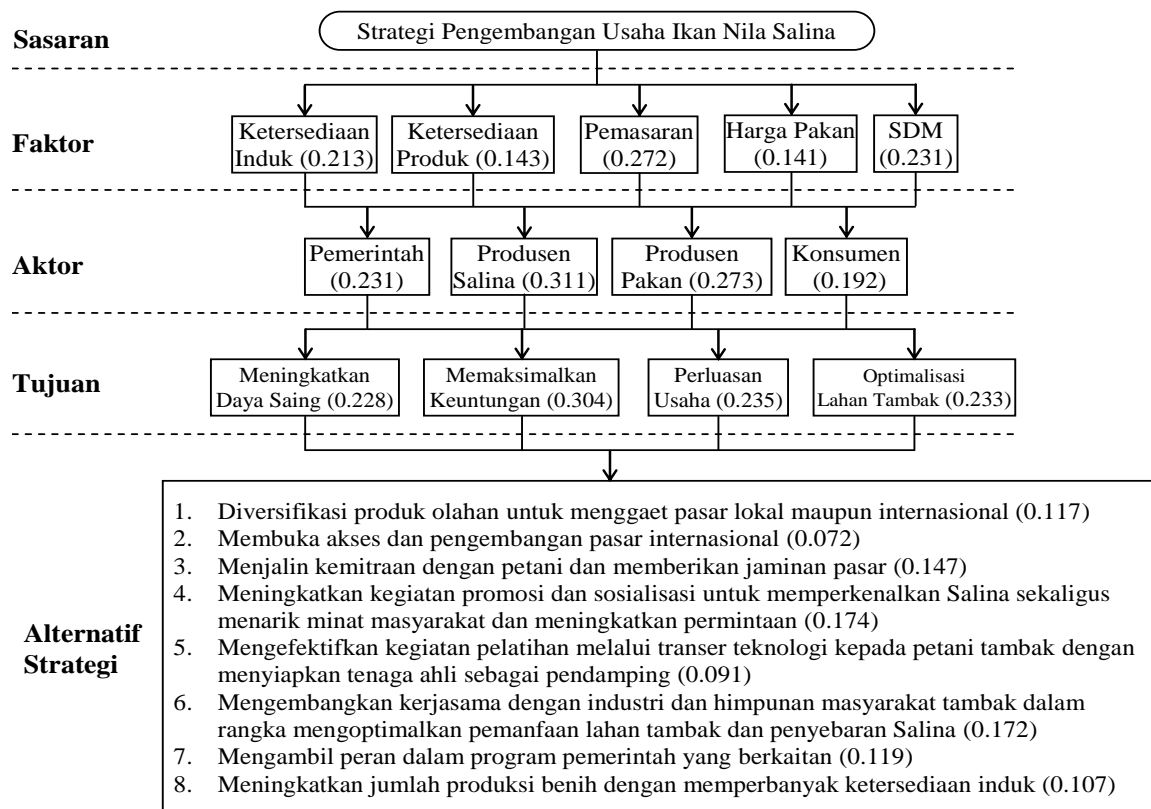 Sasaran
Strategi Pengembangan Usaha Ikan Nila Salina
Faktor
Ketersediaan
Induk (0.213)
Ketersediaan
Produk (0.143)
Pemasaran
(0.272)
Harga Pakan
(0.141)
SDM
(0.231)
Aktor
Pemerintah
(0.231)
Produsen
Salina (0.311)
Produsen
Pakan (0.273)
Konsumen
(0.192)
Tujuan
Meningkatkan
Daya Saing (0.228)
Memaksimalkan
Keuntungan (0.304)
Perluasan
Usaha (0.235)
Optimalisasi
Lahan Tambak (0.233)
Alternatif
Strategi
1. Diversifikasi produk olahan untuk menggaet pasar lokal maupun internasional (0.117)
2. Membuka akses dan pengembangan pasar internasional (0.072)
3. Menjalin kemitraan dengan petani dan memberikan jaminan pasar (0.147)
4. Meningkatkan kegiatan promosi dan sosialisasi untuk memperkenalkan Salina sekaligus
menarik minat masyarakat dan meningkatkan permintaan (0.174)
5. Mengefektifkan kegiatan pelatihan melalui transer teknologi kepada petani tambak dengan
menyiapkan tenaga ahli sebagai pendamping (0.091)
6. Mengembangkan kerjasama dengan industri dan himpunan masyarakat tambak dalam
rangka mengoptimalkan pemanfaan lahan tambak dan penyebaran Salina (0.172)
7. Mengambil peran dalam program pemerintah yang berkaitan (0.119)
8. Meningkatkan jumlah produksi benih dengan memperbanyak ketersediaan induk (0.107)